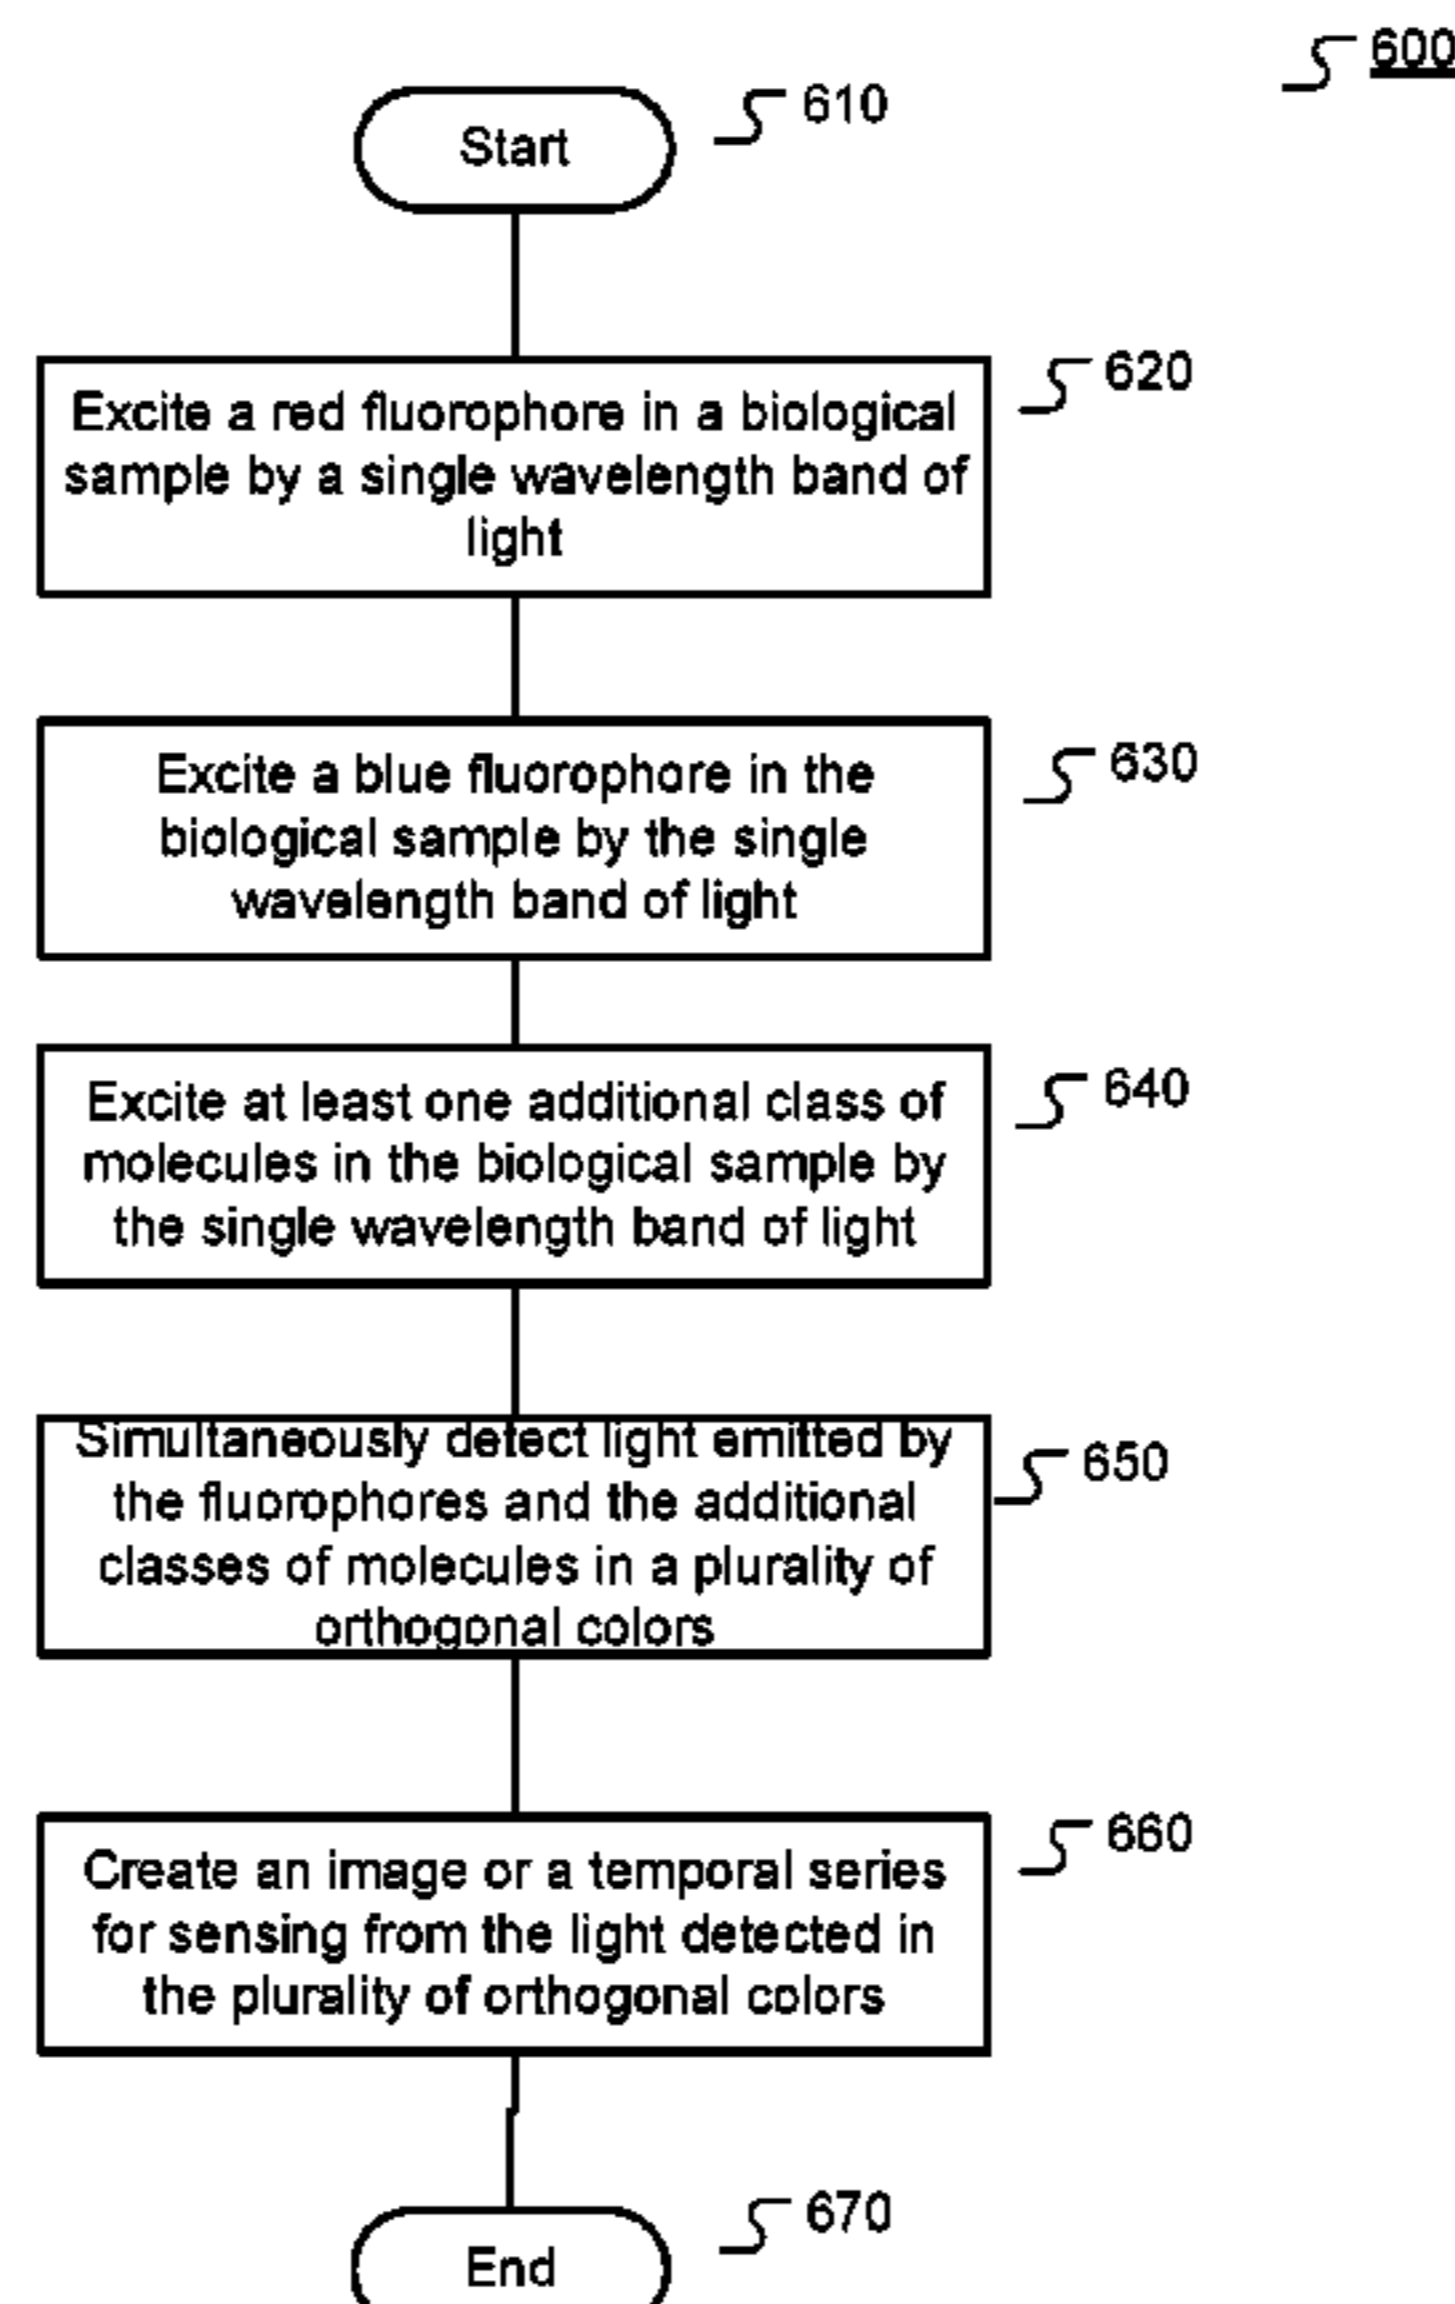 600
Start
610
Excite a red fluorophore in a biological
sample by a single wavelength band of
light
620
Excite a blue fluorophore in the
biological sample by the single
wavelength band of light
630
Excite at least one additional class of
molecules in the biological sample by
the single wavelength band of light
640
Simultaneously detect light emitted by
the fluorophores and the additional
classes of molecules in a plurality of
orthogonal colors
650
Create an image or a temporal series
for sensing from the light detected in
the plurality of orthogonal colors
660
End
670